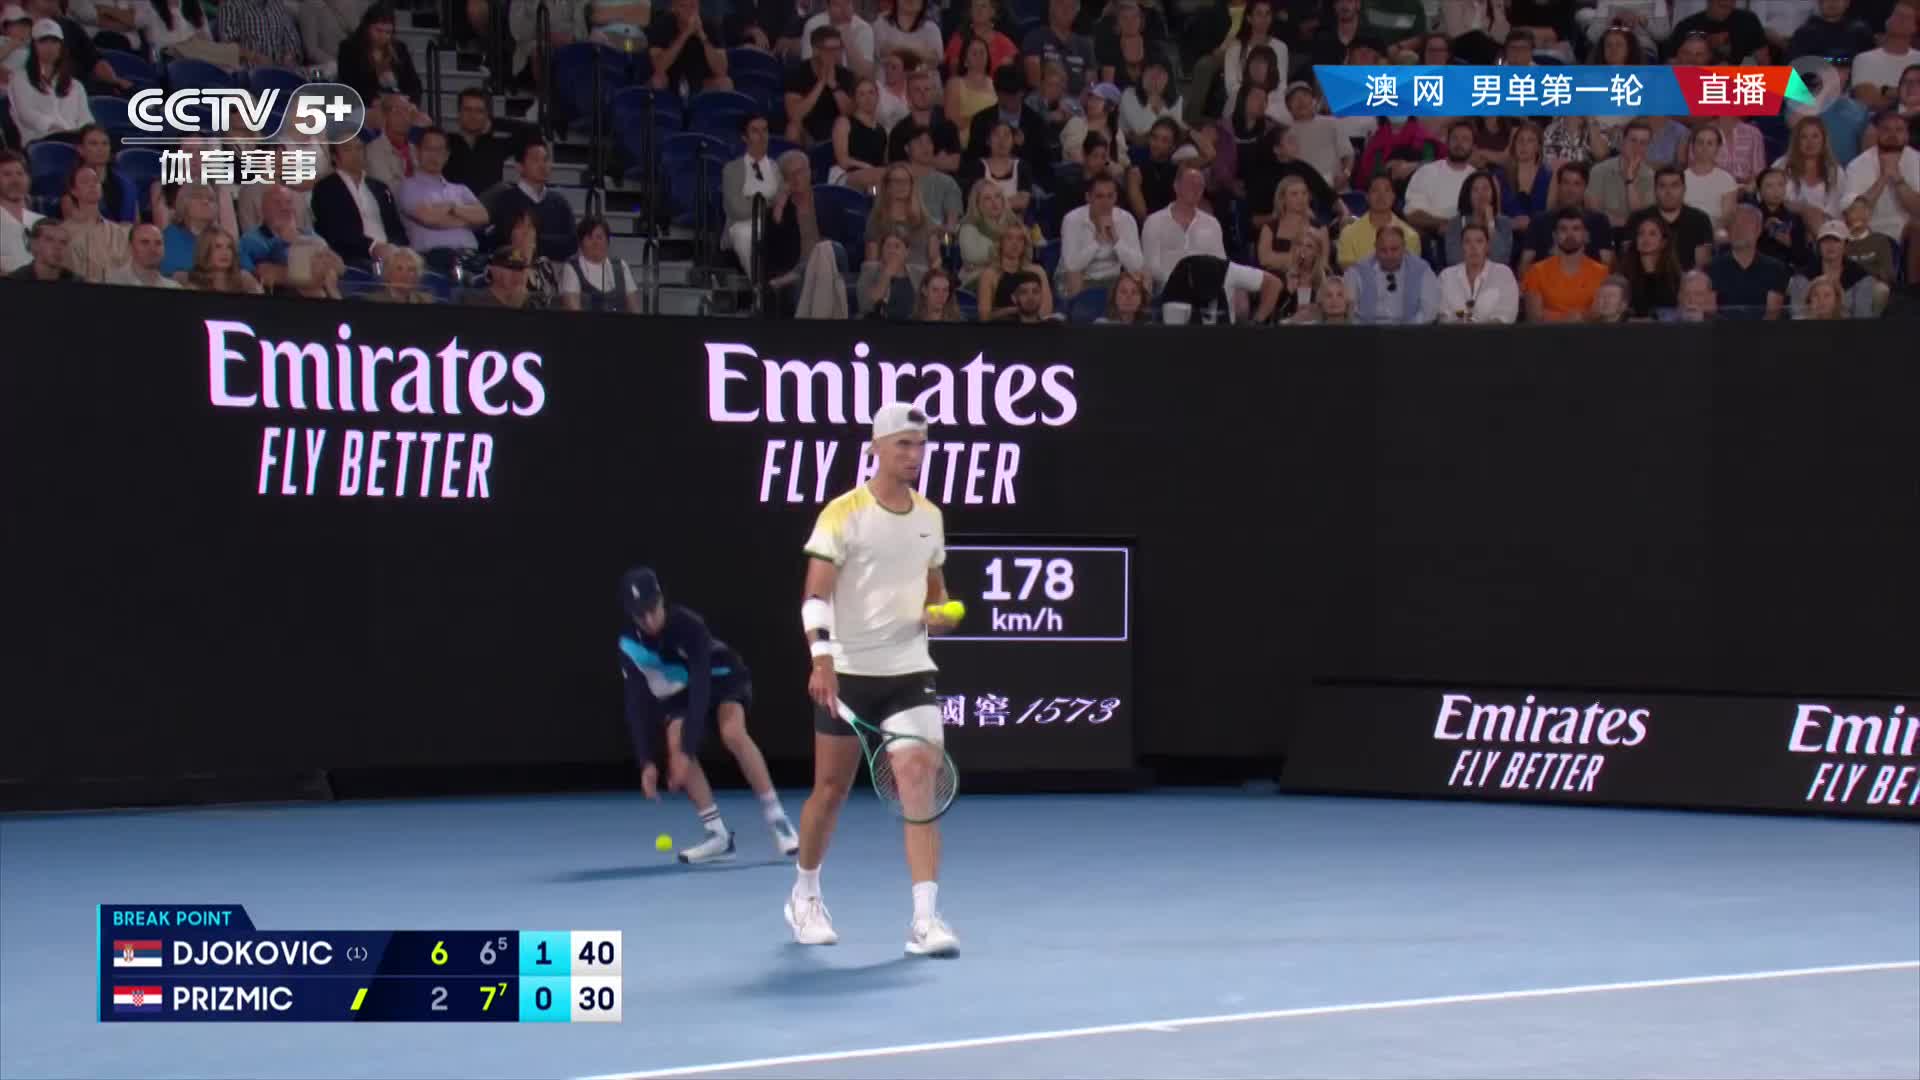 CCTV 5+
体育赛事
澳网 男单第一轮 直播
Emirates
FLY BETTER
Emirates
FLY B TTER
178
km/h
國窖1573
Emirates
FLY BETTER
Emir
FLY BE
BREAK POINT
DJOKOVIC (1) 6 6⁵ 1 40
PRIZMIC 2 7⁷ 0 30